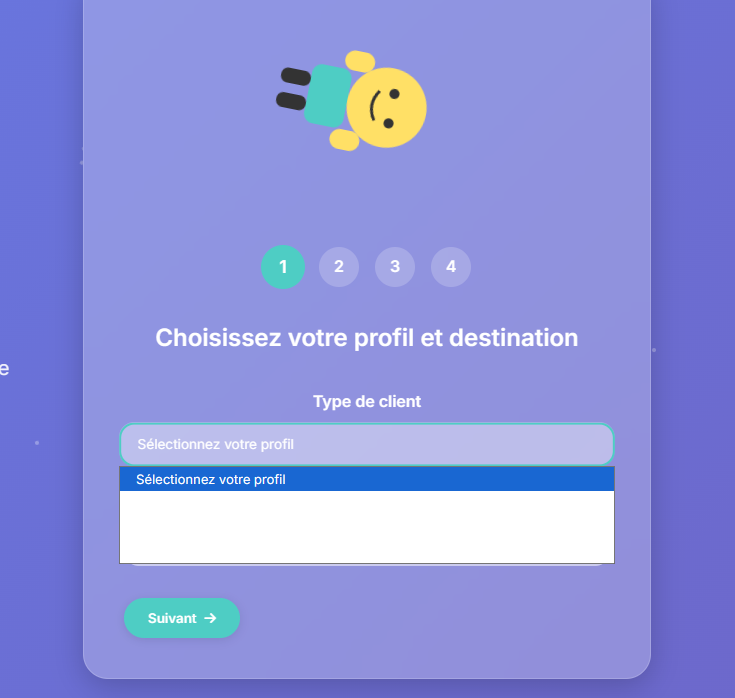 1 2 3 4
Choisissez votre profil et destination
e
Type de client
Sélectionnez votre profil
Sélectionnez votre profil
Suivant →